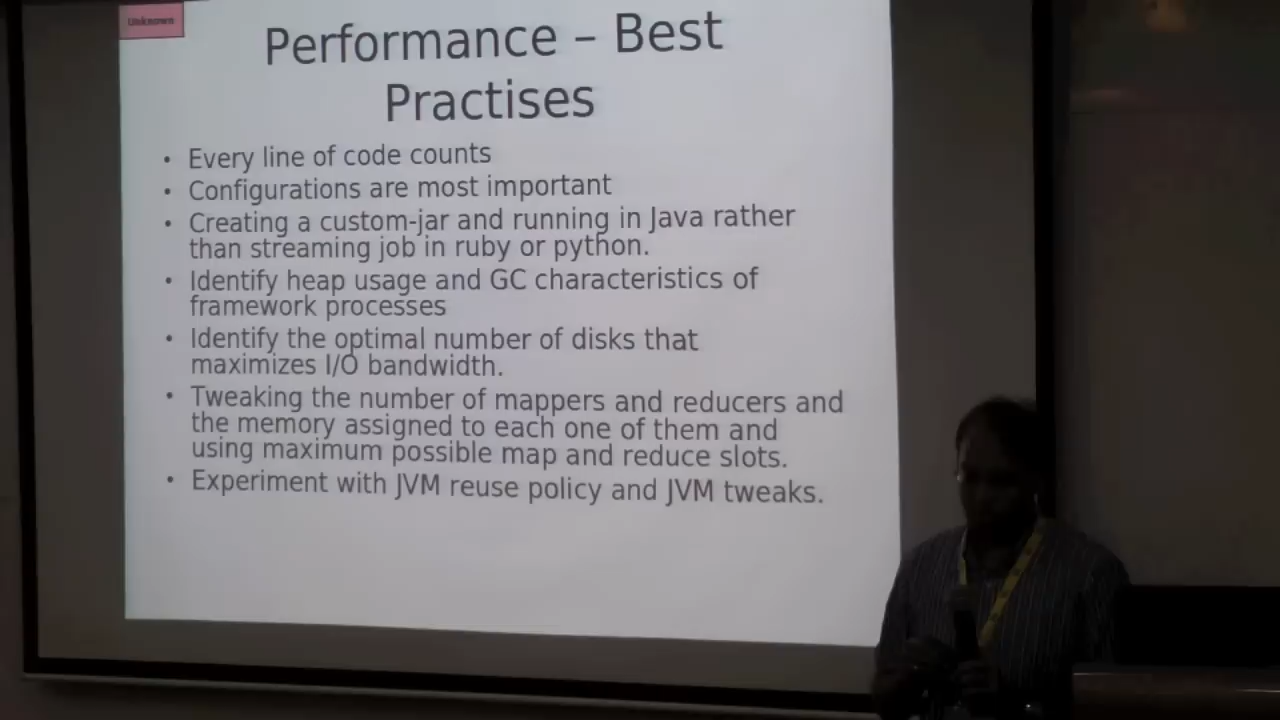 Unknown
Performance – Best
Practises
• Every line of code counts
• Configurations are most important
• Creating a custom-jar and running in Java rather
than streaming job in ruby or python.
• Identify heap usage and GC characteristics of
framework processes
• Identify the optimal number of disks that
maximizes I/O bandwidth.
• Tweaking the number of mappers and reducers and
the memory assigned to each one of them and
using maximum possible map and reduce slots.
• Experiment with JVM reuse policy and JVM tweaks.